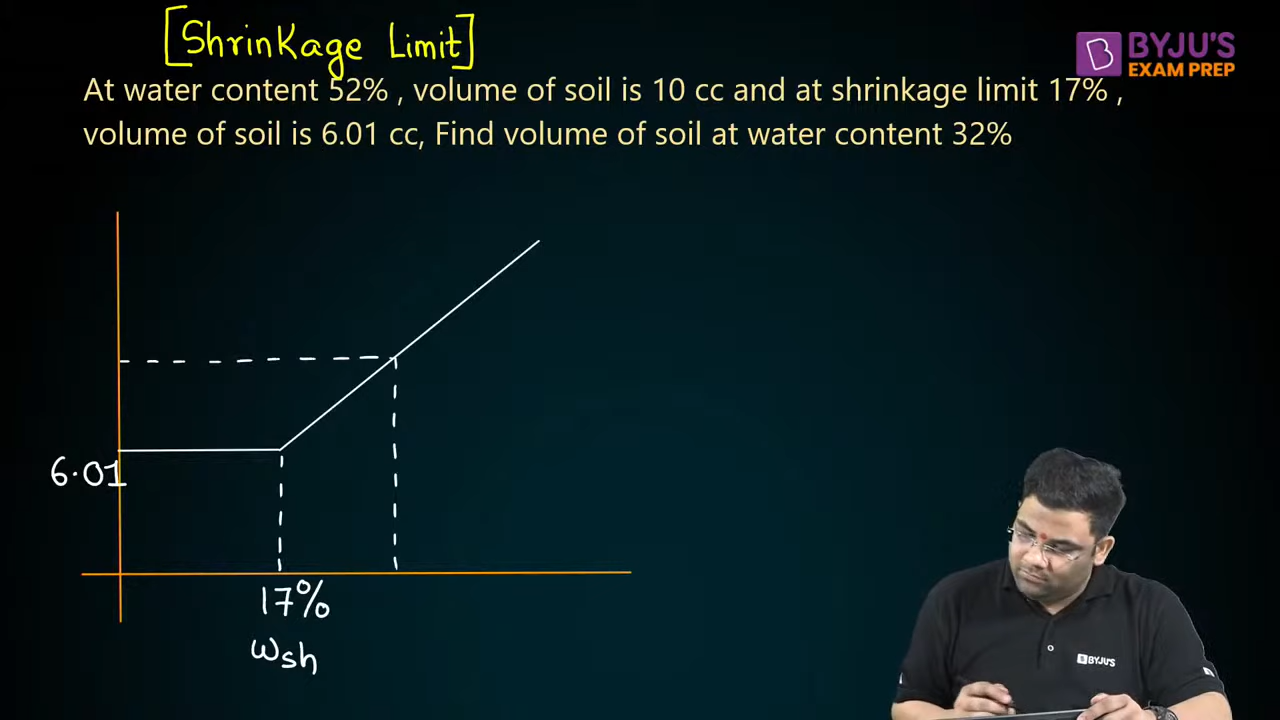 [Shrinkage Limit]
BYJU'S
EXAM PREP
At water content 52% , volume of soil is 10 cc and at shrinkage limit 17% ,
volume of soil is 6.01 cc, Find volume of soil at water content 32%
6.01
17%
Wsh
BYJU'S